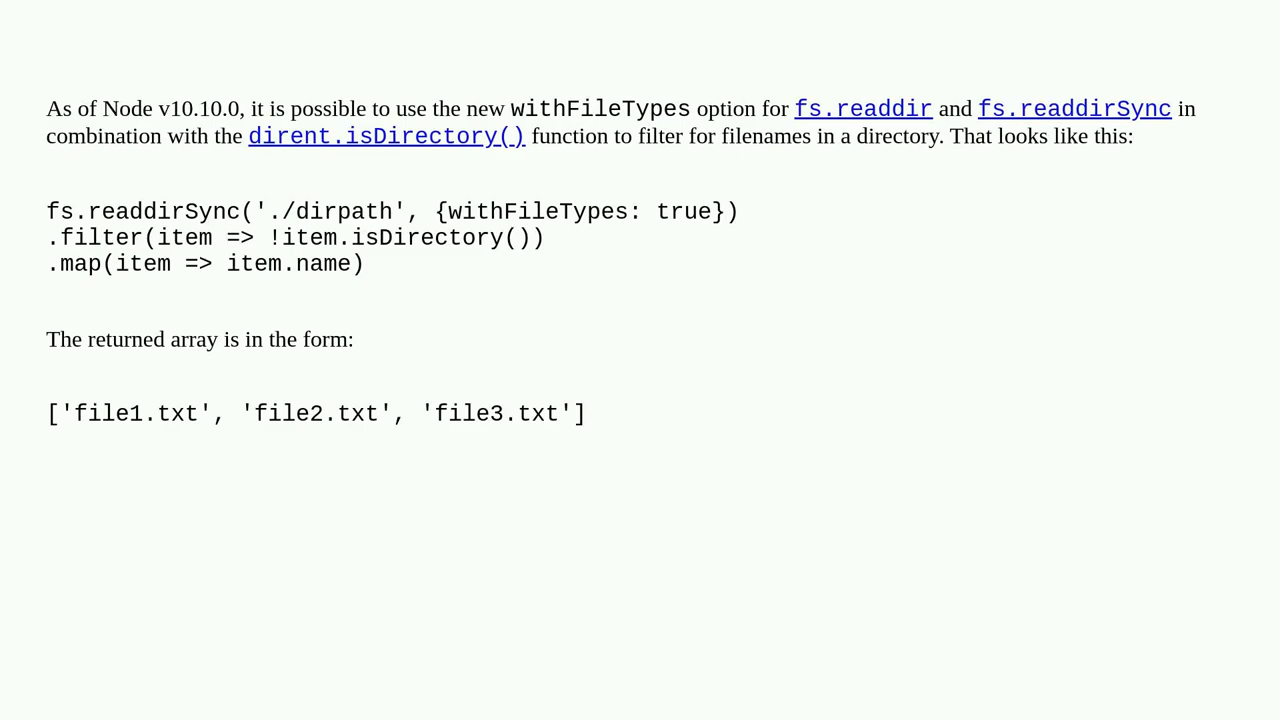 As of Node v10.10.0, it is possible to use the new withFileTypes option for fs.readdir and fs.readdirSync in
combination with the dirent.isDirectory() function to filter for filenames in a directory. That looks like this:
fs.readdirSync('./dirpath', {withFileTypes: true})
.filter(item => !item.isDirectory())
.map(item => item.name)
The returned array is in the form:
['file1.txt', 'file2.txt', 'file3.txt']